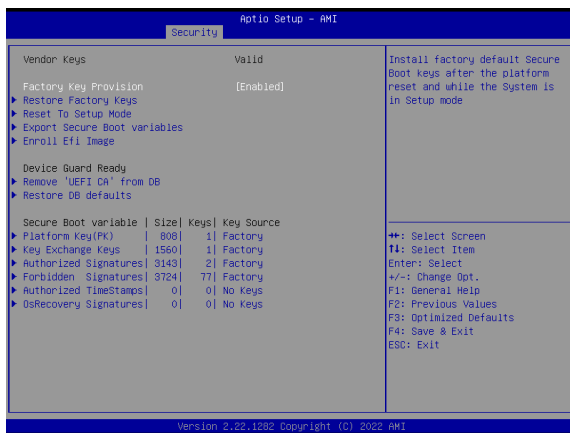 Aptio Setup - AMI
Security
Vendor Keys Valid
Factory Key Provision [Enabled]
Restore Factory Keys
Reset To Setup Mode
Export Secure Boot variables
Enroll Efi Image
Device Guard Ready
Remove 'UEFI CA' from DB
Restore DB defaults
Secure Boot variable | Size| Keys| Key Source
Platform Key(PK) | 808| 1| Factory
Key Exchange Keys | 1560| 1| Factory
Authorized Signatures| 3143| 2| Factory
Forbidden Signatures| 3724| 77| Factory
Authorized TimeStamps| 0| 0| No Keys
OsRecovery Signatures| 0| 0| No Keys
Install factory default Secure
Boot keys after the platform
reset and while the System is
in Setup mode
→←: Select Screen
↑↓: Select Item
Enter: Select
+/-: Change Opt.
F1: General Help
F2: Previous Values
F3: Optimized Defaults
F4: Save & Exit
ESC: Exit
Version 2.22.1282 Copyright (C) 2022 AMI